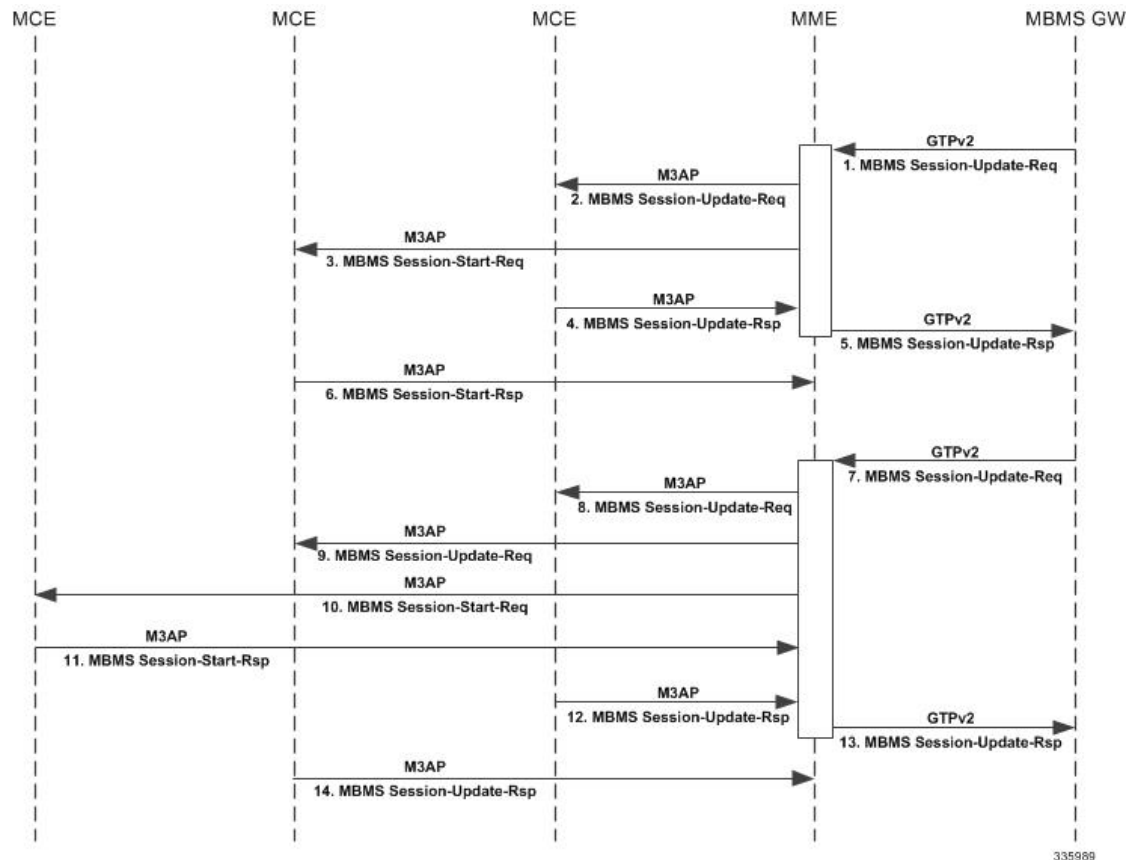 MCE MCE MCE MME MBMS GW
GTPv2
1. MBMS Session-Update-Req
M3AP
2. MBMS Session-Update-Req
M3AP
3. MBMS Session-Start-Req
M3AP
4. MBMS Session-Update-Rsp
GTPv2
5. MBMS Session-Update-Rsp
M3AP
6. MBMS Session-Start-Rsp
GTPv2
7. MBMS Session-Update-Req
M3AP
8. MBMS Session-Update-Req
M3AP
9. MBMS Session-Update-Req
M3AP
10. MBMS Session-Start-Req
M3AP
11. MBMS Session-Start-Rsp
M3AP
12. MBMS Session-Update-Rsp
GTPv2
13. MBMS Session-Update-Rsp
M3AP
14. MBMS Session-Update-Rsp
335989